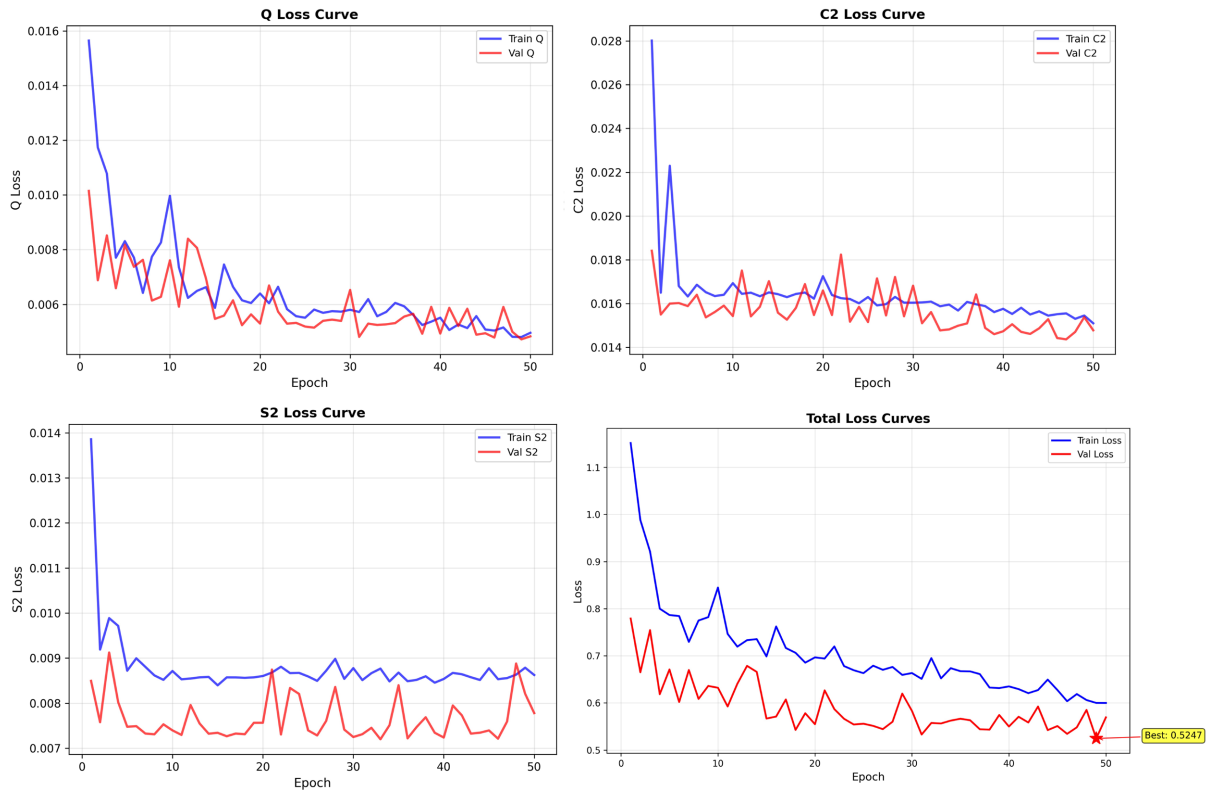 Q Loss Curve
0.016
0.014
0.012
0.010
0.008
0.006
Q Loss
Train Q
Val Q
0 10 20 30 40 50
Epoch
C2 Loss Curve
0.028
0.026
0.024
0.022
0.020
0.018
0.016
0.014
C2 Loss
Train C2
Val C2
0 10 20 30 40 50
Epoch
S2 Loss Curve
0.014
0.013
0.012
0.011
0.010
0.009
0.008
0.007
S2 Loss
Train S2
Val S2
0 10 20 30 40 50
Epoch
Total Loss Curves
1.1
1.0
0.9
0.8
0.7
0.6
0.5
Loss
Train Loss
Val Loss
Best: 0.5247
0 10 20 30 40 50
Epoch